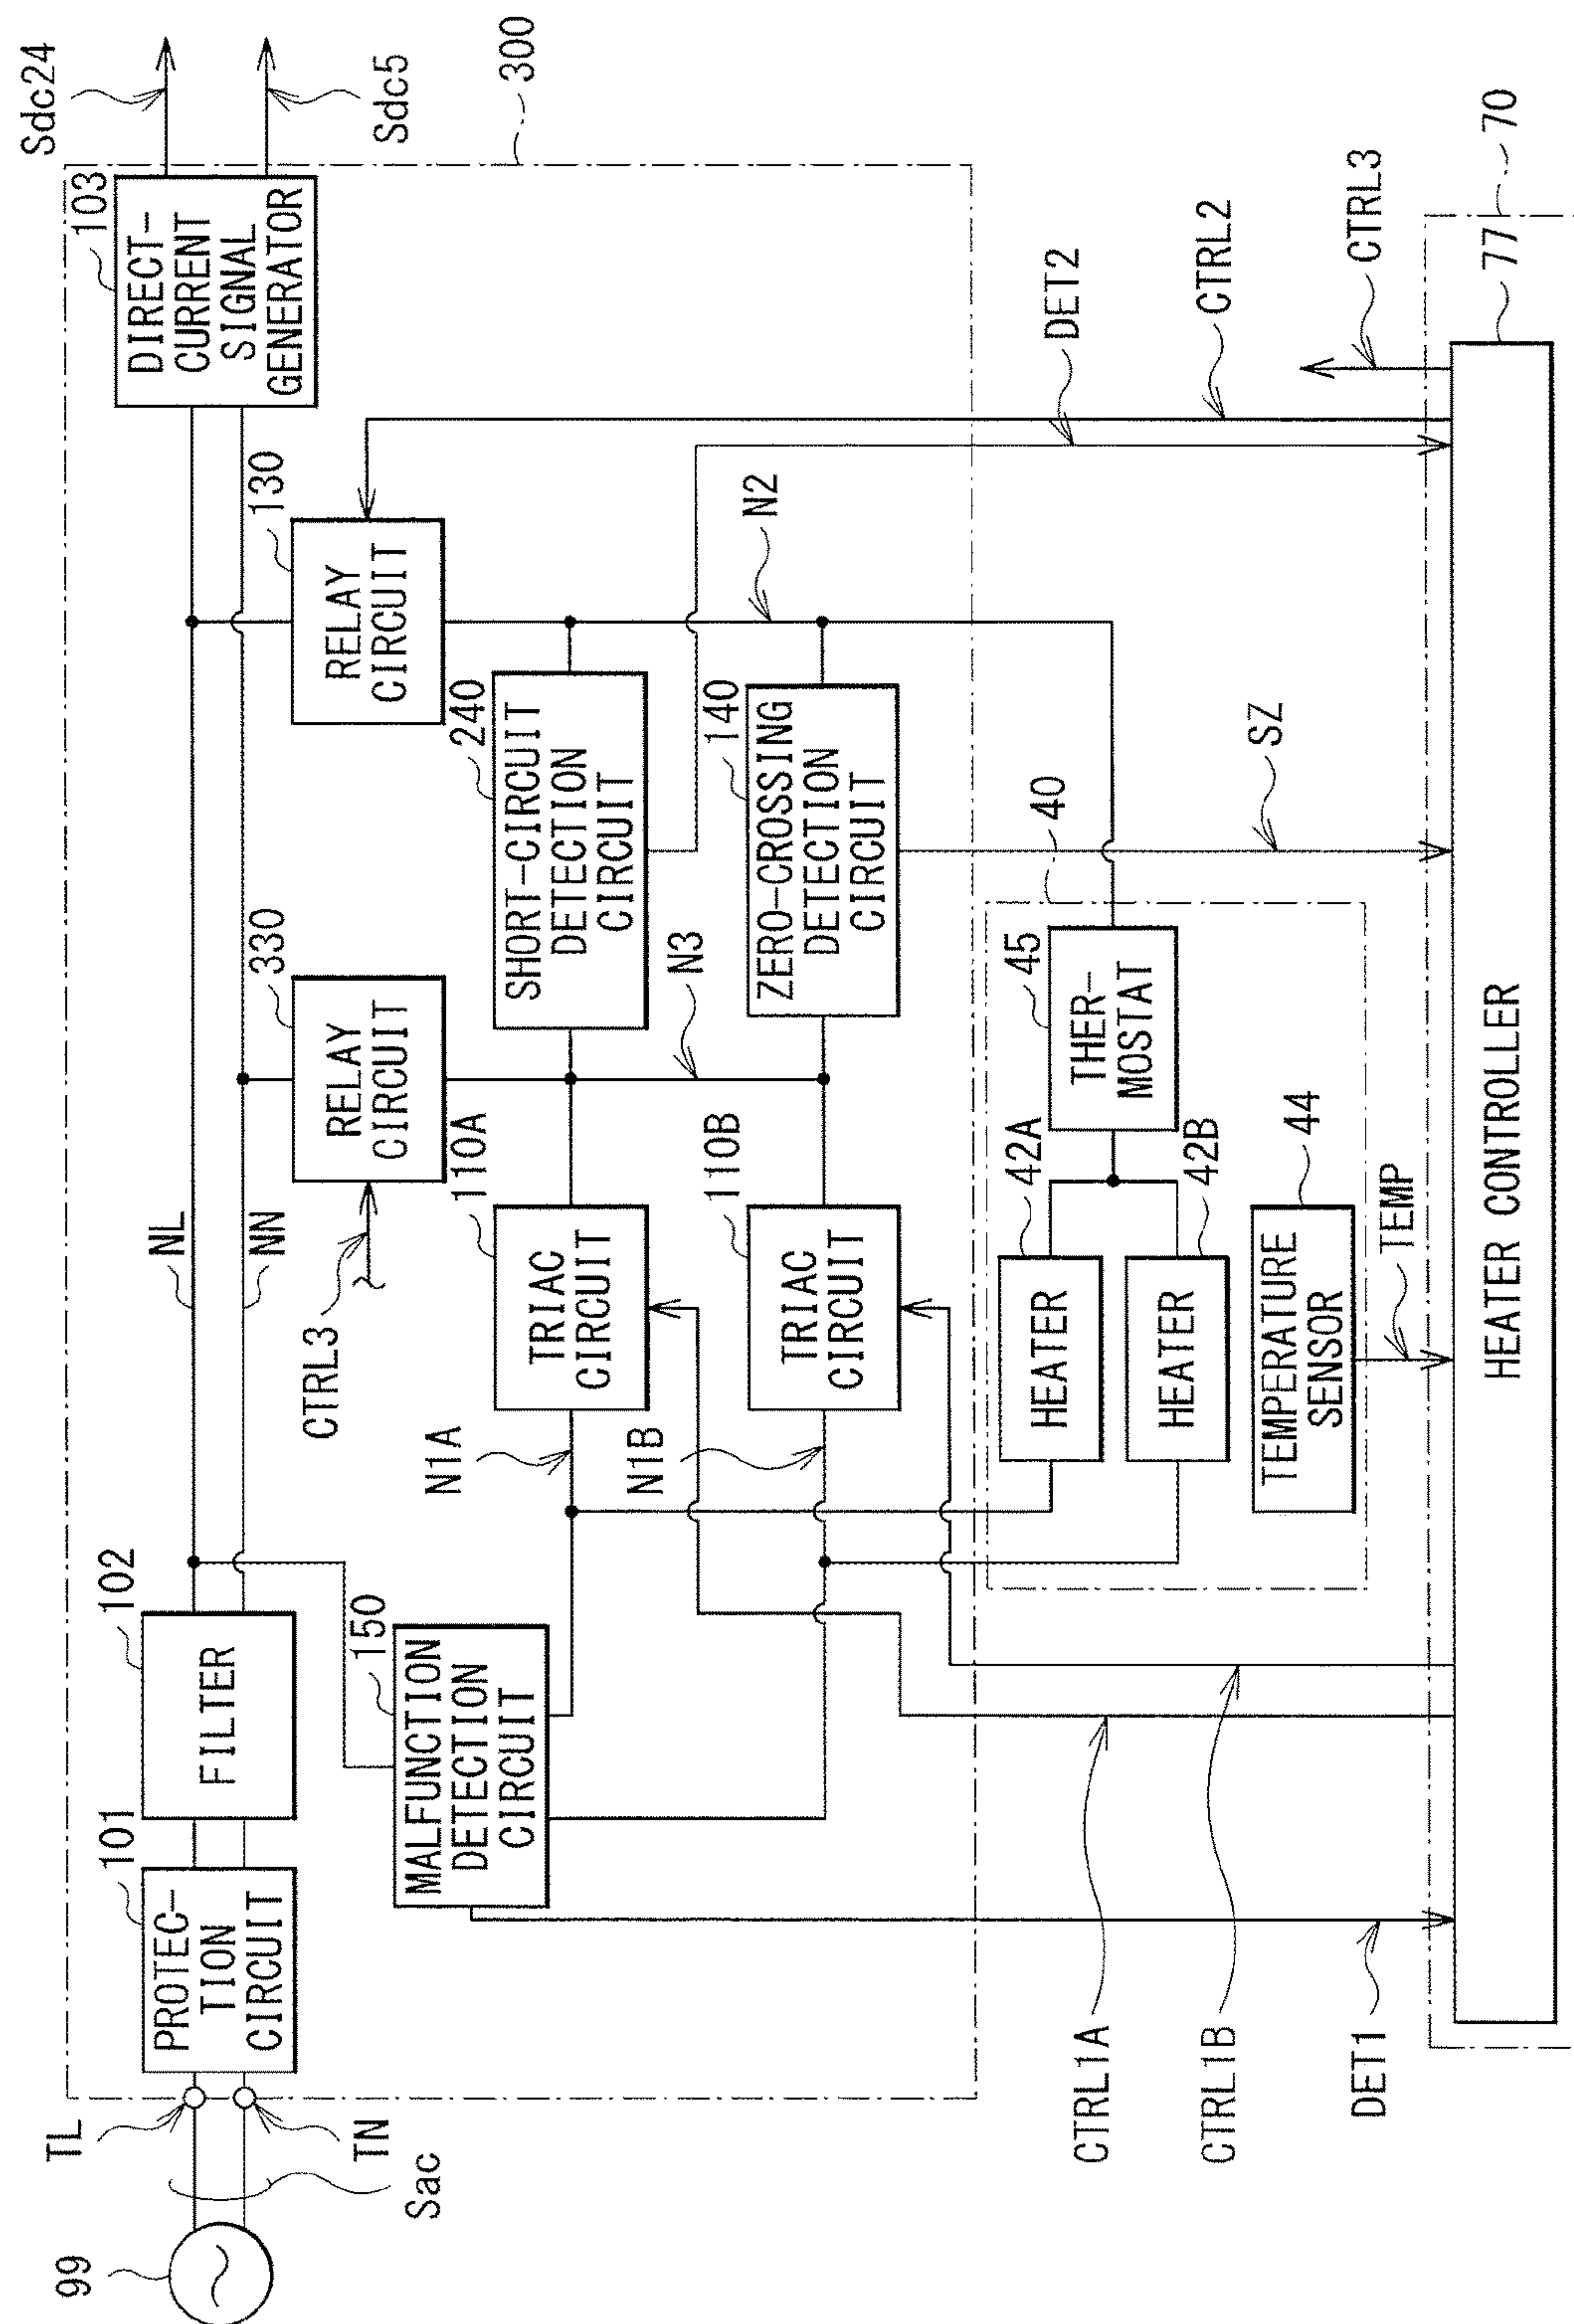 99
TL
TN
Sac
101
PROTEC-
TION
CIRCUIT
102
FILTER
NL
NN
103
DIRECT-
CURRENT
SIGNAL
GENERATOR
Sdc24
Sdc5
300
150
MALFUNCTION
DETECTION
CIRCUIT
CTRL3
330
RELAY
CIRCUIT
130
RELAY
CIRCUIT
N1A
110A
TRIAC
CIRCUIT
N3
240
SHORT-CIRCUIT
DETECTION
CIRCUIT
N1B
110B
TRIAC
CIRCUIT
140
ZERO-CROSSING
DETECTION
CIRCUIT
N2
40
42A
HEATER
42B
HEATER
45
THER-
MOSTAT
44
TEMPERATURE
SENSOR
CTRL1A
CTRL1B
DET1
TEMP
SZ
DET2
CTRL2
CTRL3
77
70
HEATER CONTROLLER